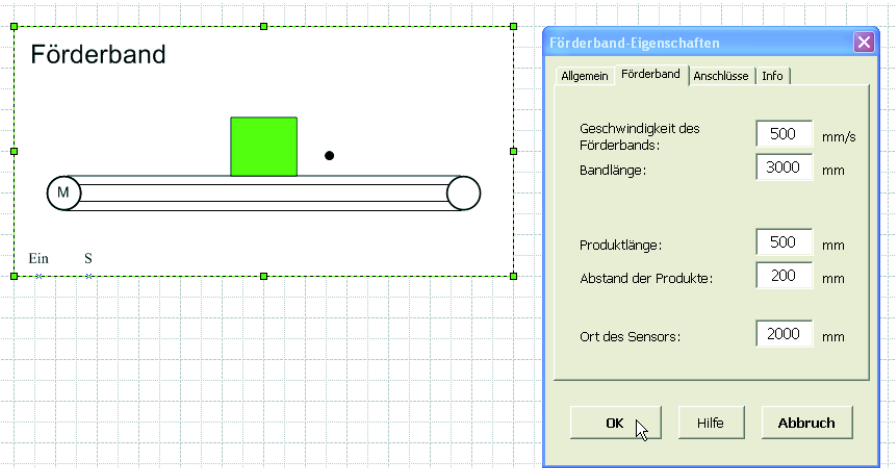 Förderband
M
Ein S
Förderband-Eigenschaften
Allgemein Förderband Anschlüsse Info
Geschwindigkeit des
Förderbands: 500 mm/s
Bandlänge: 3000 mm
Produktlänge: 500 mm
Abstand der Produkte: 200 mm
Ort des Sensors: 2000 mm
OK Hilfe Abbruch